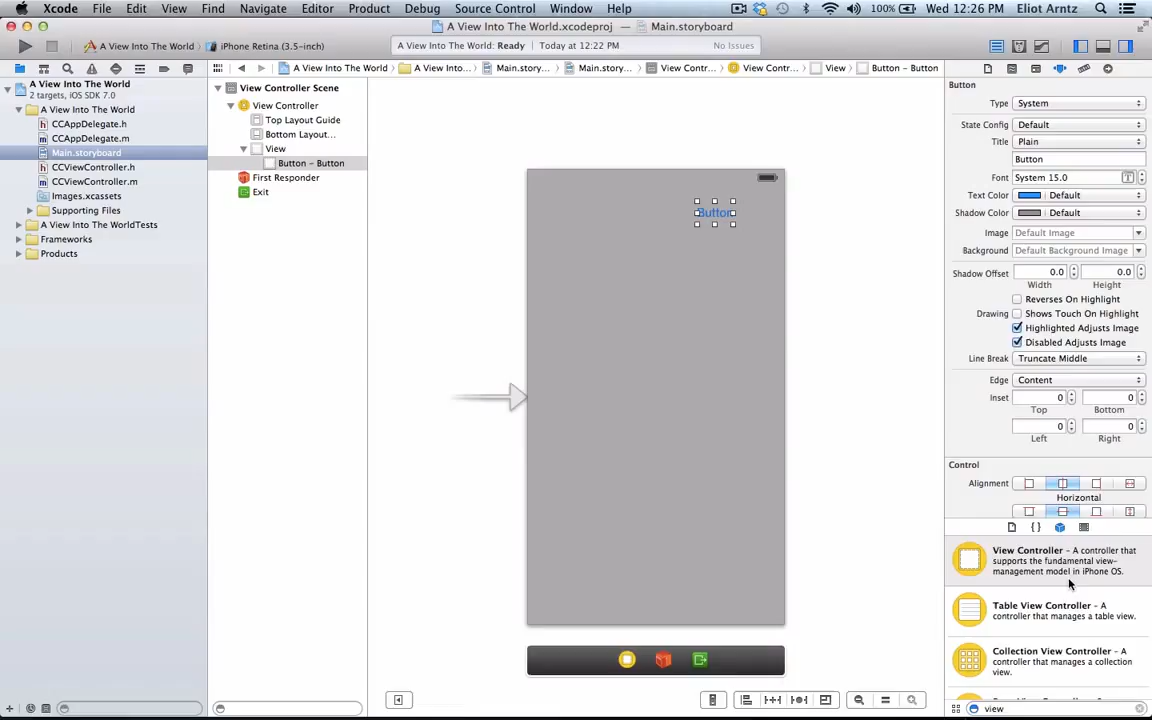 Xcode File Edit View Find Navigate Editor Product Debug Source Control Window Help 100% Wed 12:26 PM Eliot Arntz
A View Into The World.xcodeproj — Main.storyboard
A View Into The World iPhone Retina (3.5-inch) A View Into The World: Ready Today at 12:22 PM No Issues
A View Into The World A View Into... Main.story... Main.story... View Contr... View Contr... View Button - Button
A View Into The World
2 targets, iOS SDK 7.0
A View Into The World
CCAppDelegate.h
CCAppDelegate.m
Main.storyboard
CCViewController.h
CCViewController.m
Images.xcassets
Supporting Files
A View Into The WorldTests
Frameworks
Products
View Controller Scene
View Controller
Top Layout Guide
Bottom Layout...
View
Button - Button
First Responder
Exit
Button
Button
Type System
State Config Default
Title Plain
Button
Font System 15.0
Text Color Default
Shadow Color Default
Image Default Image
Background Default Background Image
Shadow Offset 0.0 0.0
Width Height
Reverses On Highlight
Drawing Shows Touch On Highlight
Highlighted Adjusts Image
Disabled Adjusts Image
Line Break Truncate Middle
Edge Content
Inset 0 0
Top Bottom
0 0
Left Right
Control
Alignment
Horizontal
View Controller - A controller that
supports the fundamental view-
management model in iPhone OS.
Table View Controller - A
controller that manages a table view.
Collection View Controller - A
controller that manages a collection
view.
view